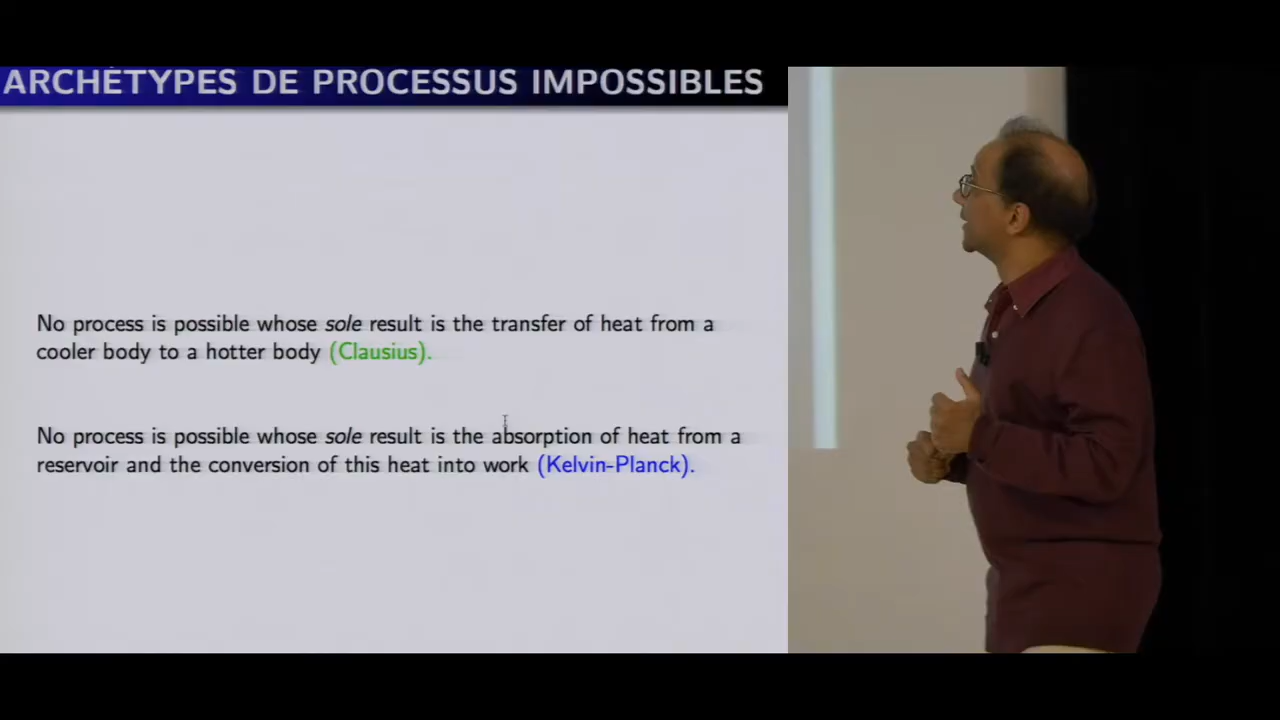 ARCHÉTYPES DE PROCESSUS IMPOSSIBLES
No process is possible whose sole result is the transfer of heat from a
cooler body to a hotter body (Clausius).
No process is possible whose sole result is the absorption of heat from a
reservoir and the conversion of this heat into work (Kelvin-Planck).